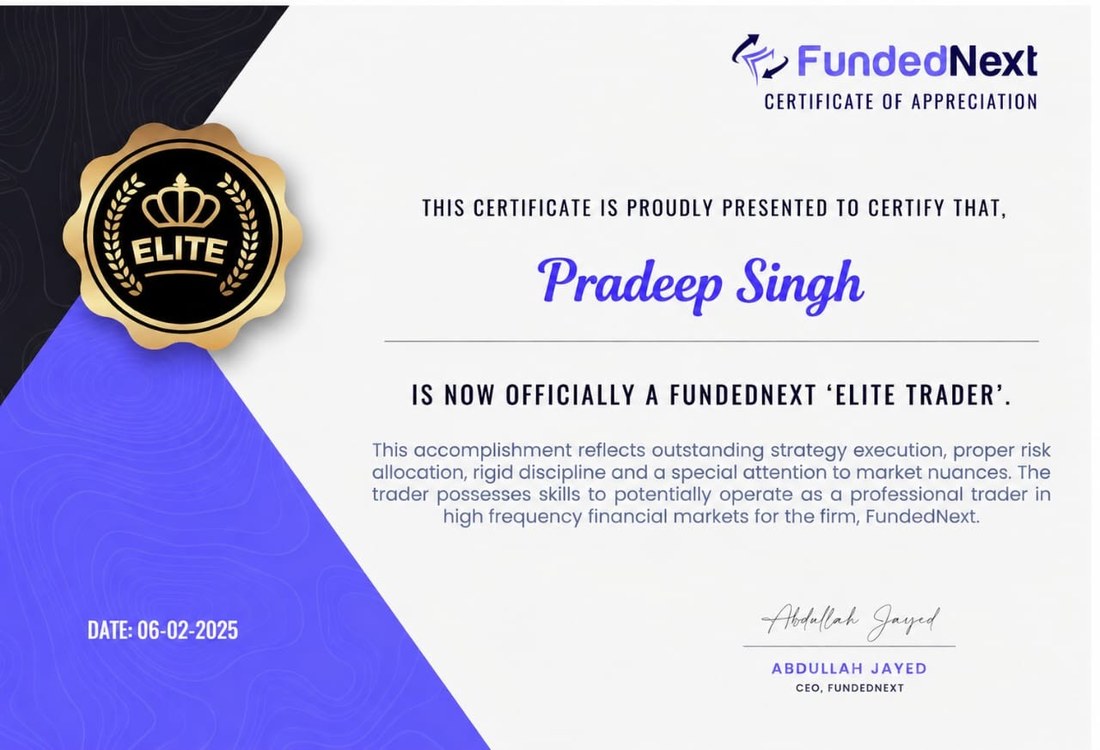 FundedNext
CERTIFICATE OF APPRECIATION
ELITE
THIS CERTIFICATE IS PROUDLY PRESENTED TO CERTIFY THAT,
Pradeep Singh
IS NOW OFFICIALLY A FUNDEDNEXT ‘ELITE TRADER’.
This accomplishment reflects outstanding strategy execution, proper risk
allocation, rigid discipline and a special attention to market nuances. The
trader possesses skills to potentially operate as a professional trader in
high frequency financial markets for the firm, FundedNext.
DATE: 06-02-2025
Abdullah Jayed
ABDULLAH JAYED
CEO, FUNDEDNEXT